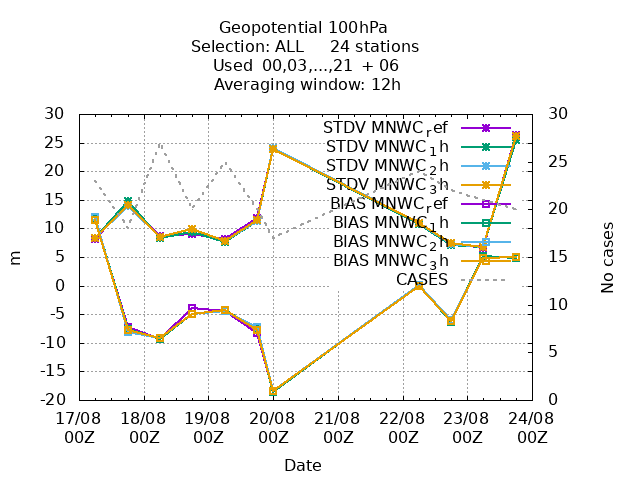 Geopotential 100hPa
Selection: ALL 24 stations
Used 00,03,...,21 + 06
Averaging window: 12h
30
25
20
15
10
5
0
-5
-10
-15
-20
m
STDV MNWC_ref
STDV MNWC_1h
STDV MNWC_2h
STDV MNWC_3h
BIAS MNWC_ref
BIAS MNWC_1h
BIAS MNWC_2h
BIAS MNWC_3h
CASES
30
25
20
15
10
5
0
No cases
17/08 18/08 19/08 20/08 21/08 22/08 23/08 24/08
00Z 00Z 00Z 00Z 00Z 00Z 00Z 00Z
Date